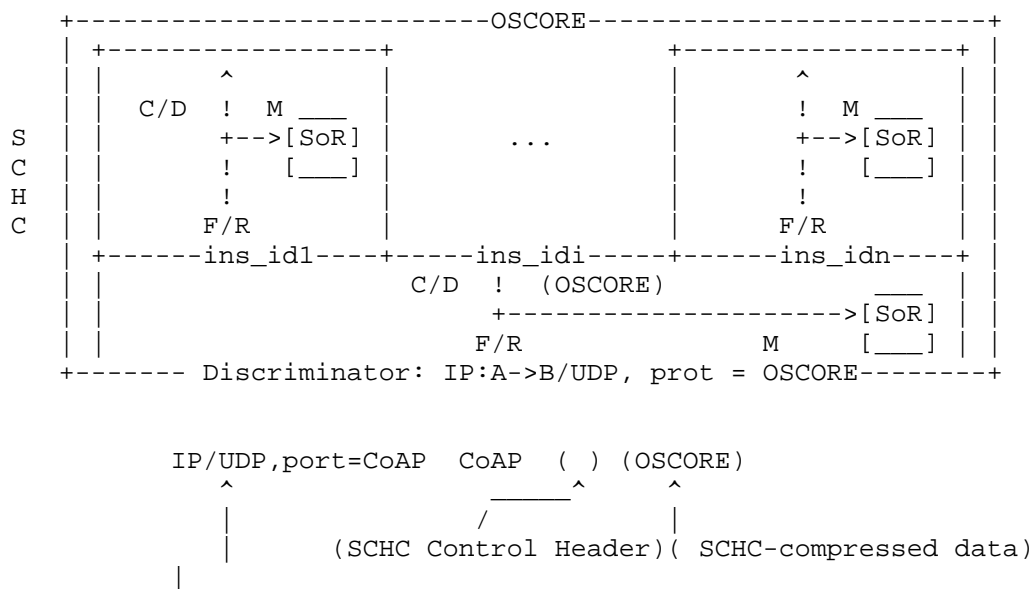 +--------------------------OSCORE-------------------------+
| +-----------------+                 +-----------------+ |
| |       ^         |                 |       ^         | |
| |  C/D  !  M ___  |                 |       !  M ___  | |
S | |       +-->[SoR] |       ...       |       +-->[SoR] | |
C | |       !   [___] |                 |       !   [___] | |
H | |       !         |                 |       !         | |
C | |      F/R        |                 |      F/R        | |
| +------ins_id1----+-----ins_idi-----+------ins_idn----+ |
| |                   C/D  !  (OSCORE)             ___  | |
| |                        +--------------------->[SoR] | |
| |                       F/R               M     [___] | |
+------- Discriminator: IP:A->B/UDP, prot = OSCORE--------+
IP/UDP,port=CoAP  CoAP  ( ) (OSCORE)
^                _____^     ^
|               /           |
|      (SCHC Control Header)( SCHC-compressed data)
|